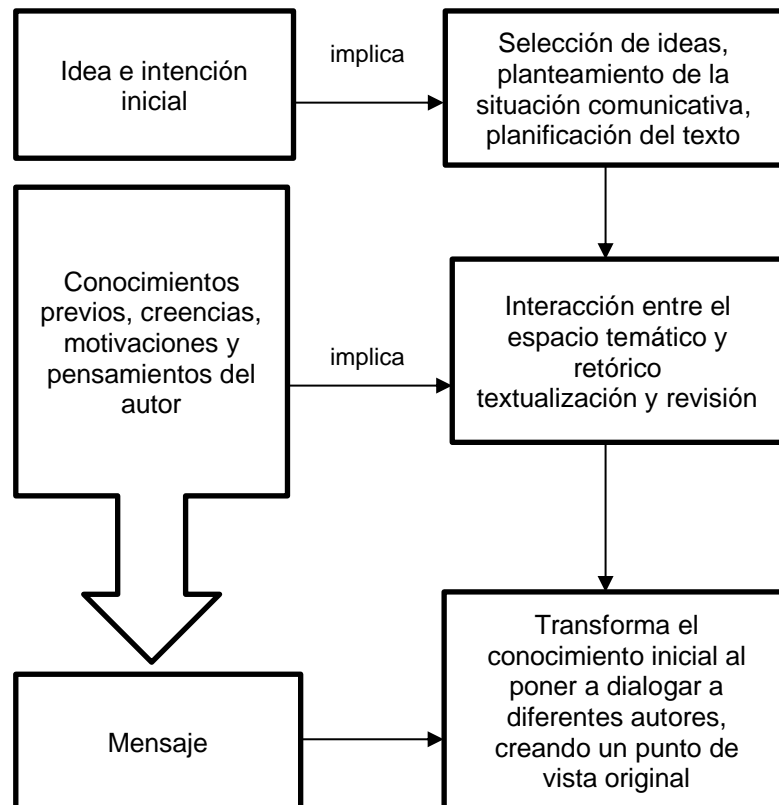 Idea e intención
inicial
implica
Selección de ideas,
planteamiento de la
situación comunicativa,
planificación del texto
Conocimientos
previos, creencias,
motivaciones y
pensamientos del
autor
implica
Interacción entre el
espacio temático y
retórico
textualización y revisión
Mensaje
Transforma el
conocimiento inicial al
poner a dialogar a
diferentes autores,
creando un punto de
vista original